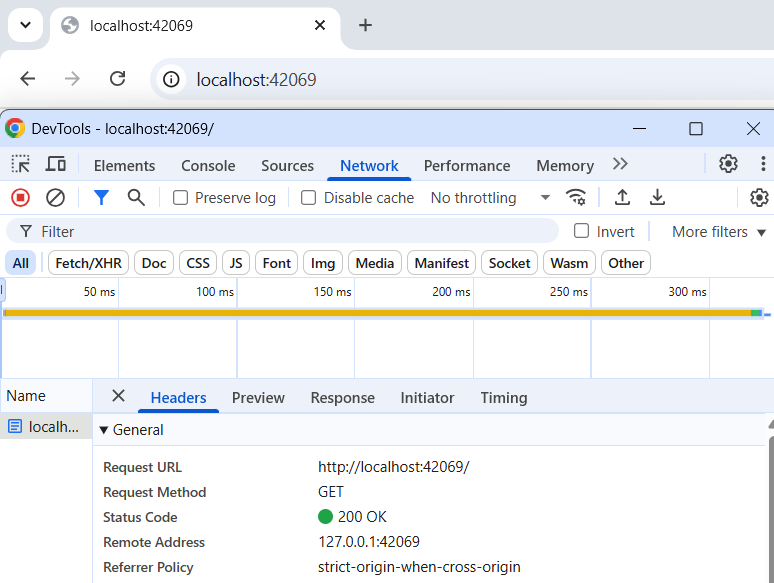 localhost:42069
localhost:42069
DevTools - localhost:42069/
Elements Console Sources Network Performance Memory
Preserve log Disable cache No throttling
Filter Invert More filters
All Fetch/XHR Doc CSS JS Font Img Media Manifest Socket Wasm Other
50 ms 100 ms 150 ms 200 ms 250 ms 300 ms
Name Headers Preview Response Initiator Timing
localh... General
Request URL http://localhost:42069/
Request Method GET
Status Code 200 OK
Remote Address 127.0.0.1:42069
Referrer Policy strict-origin-when-cross-origin